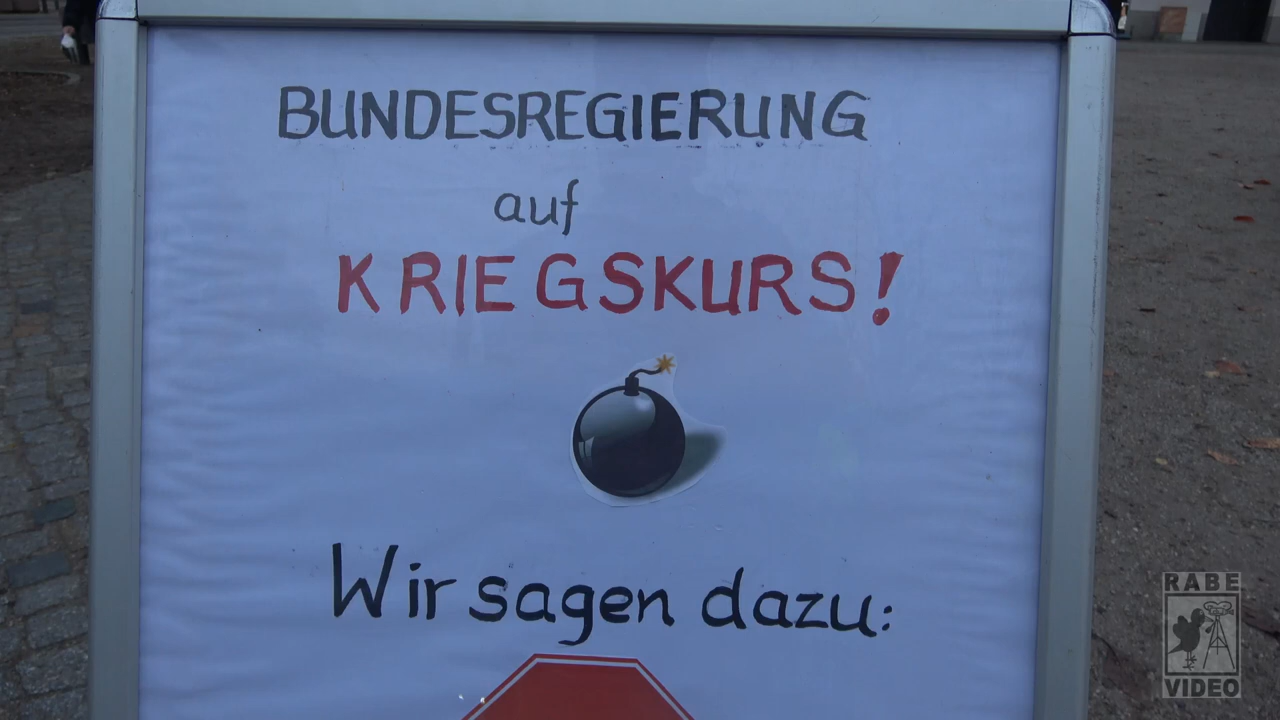 BUNDESREGIERUNG
auf
KRIEGSKURS!
Wir sagen dazu:
RABE
VIDEO